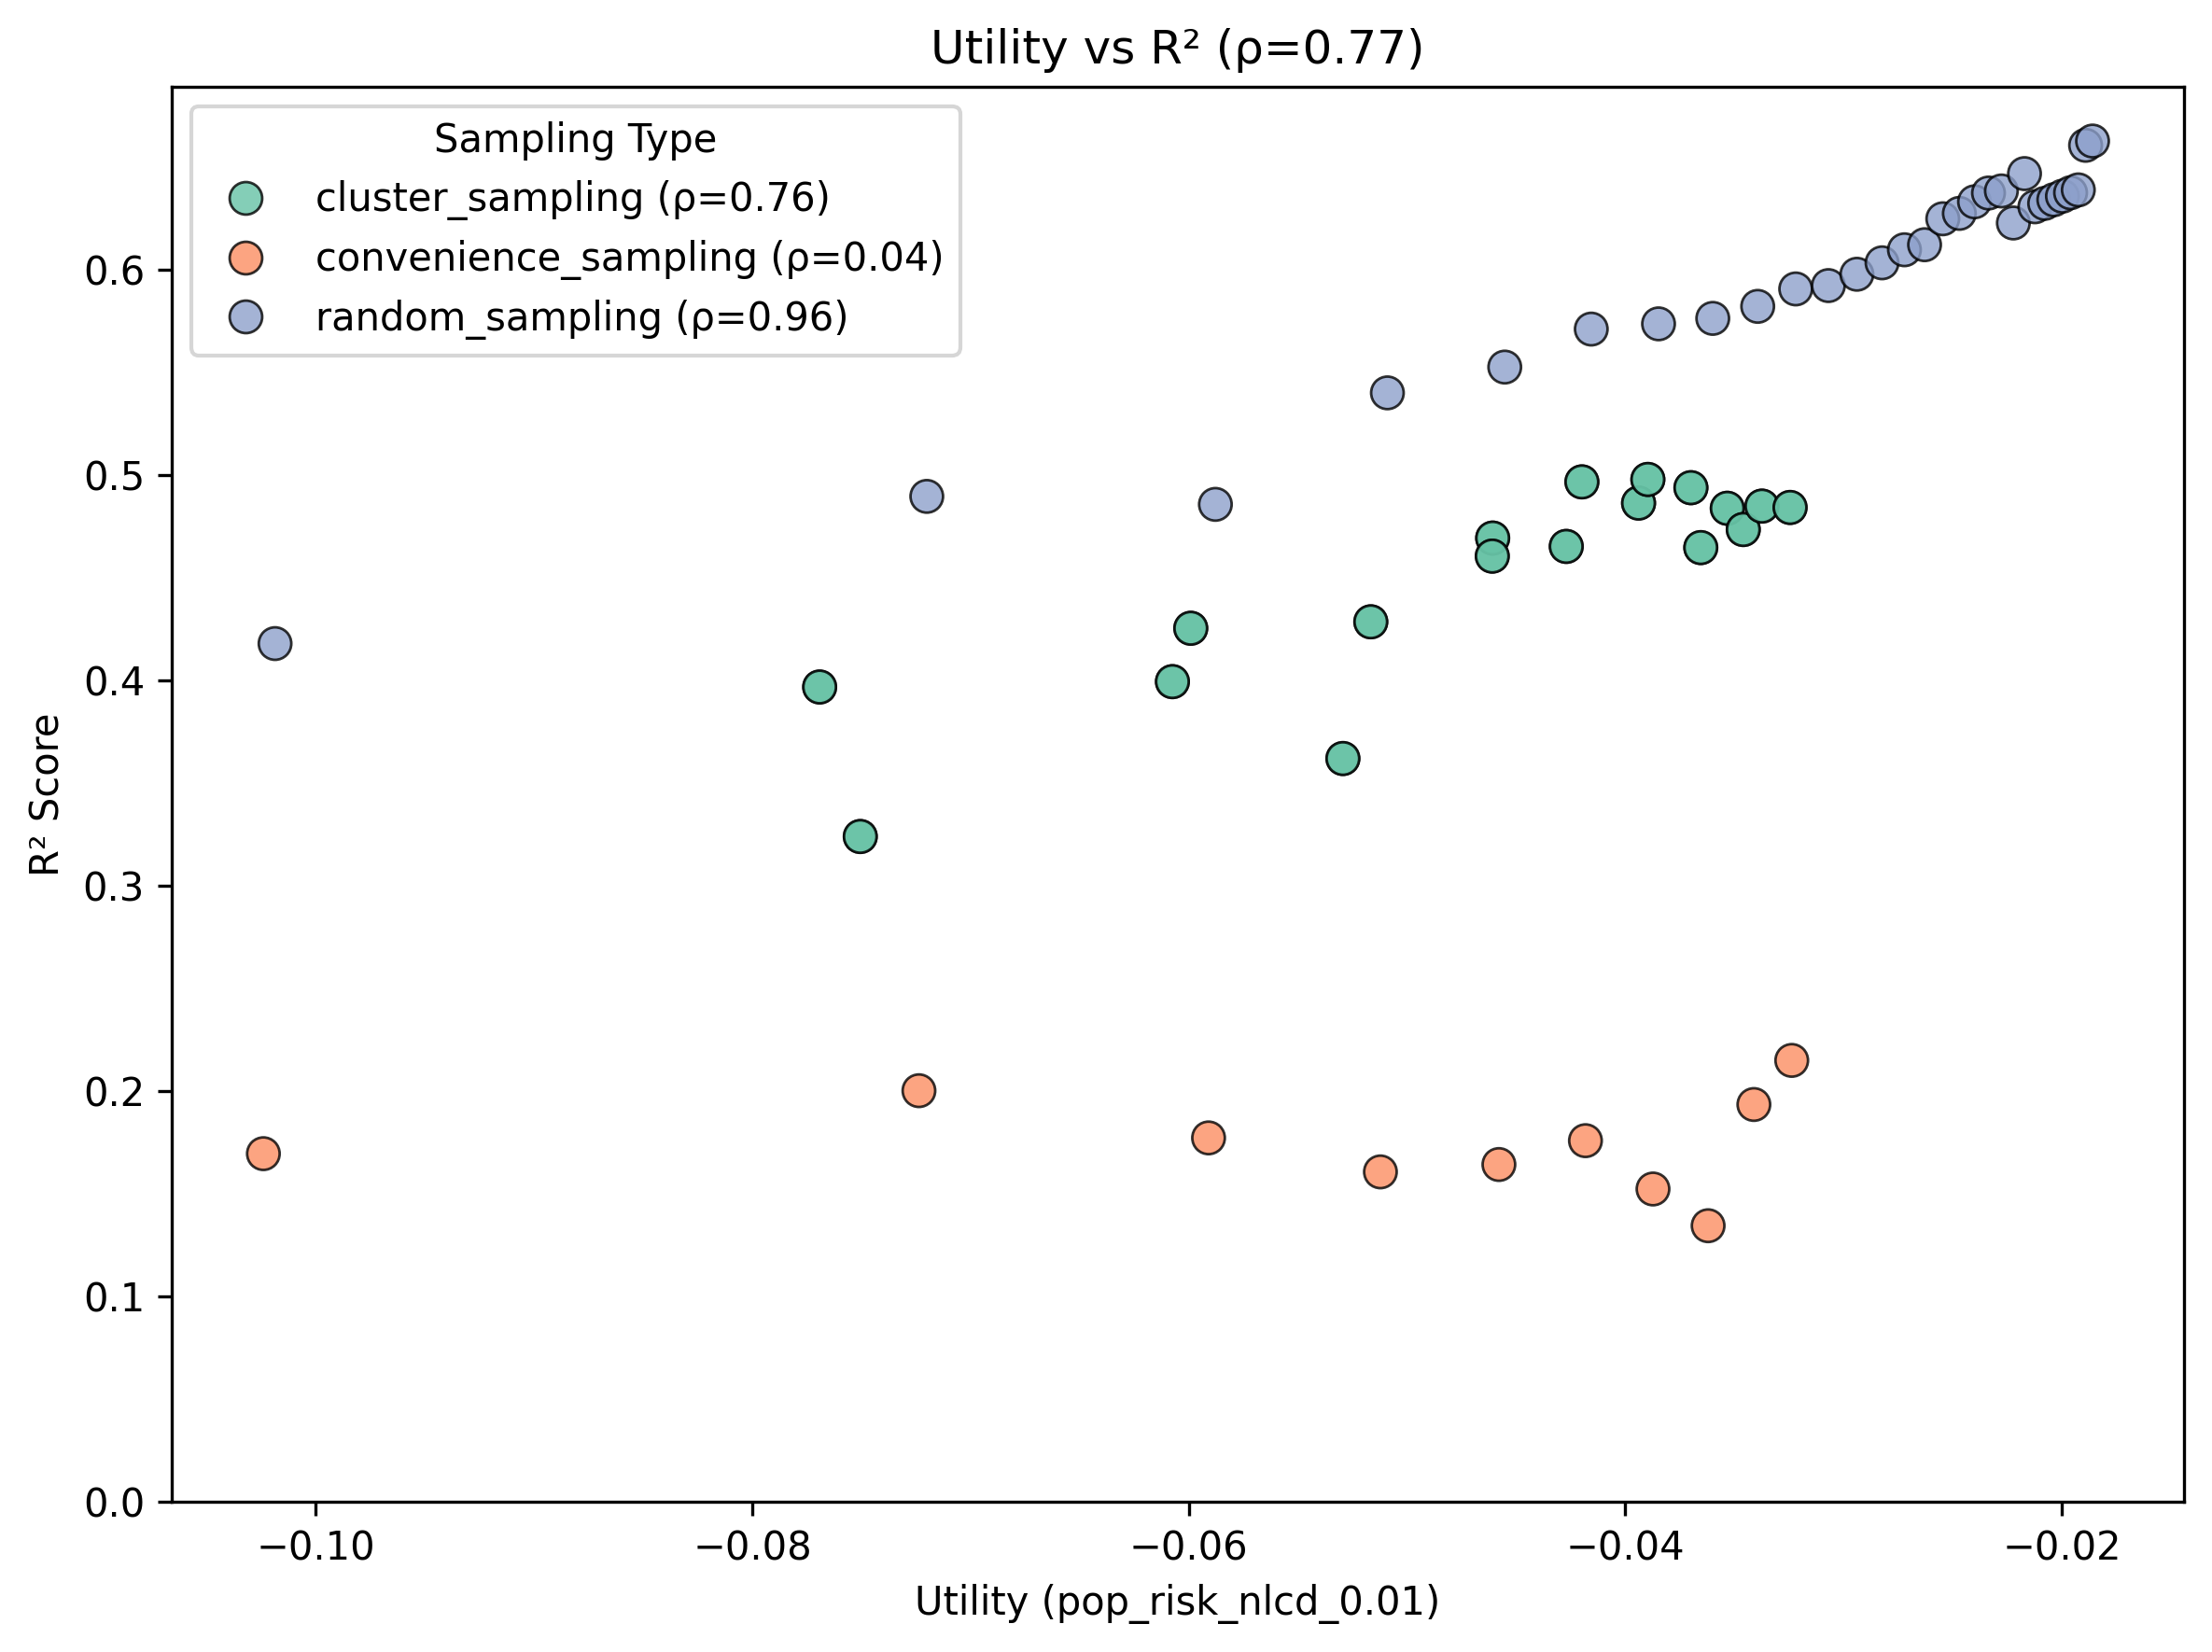 Utility vs R² (ρ=0.77)
Sampling Type
cluster_sampling (ρ=0.76)
convenience_sampling (ρ=0.04)
random_sampling (ρ=0.96)
R² Score
0.6
0.5
0.4
0.3
0.2
0.1
0.0
−0.10 −0.08 −0.06 −0.04 −0.02
Utility (pop_risk_nlcd_0.01)